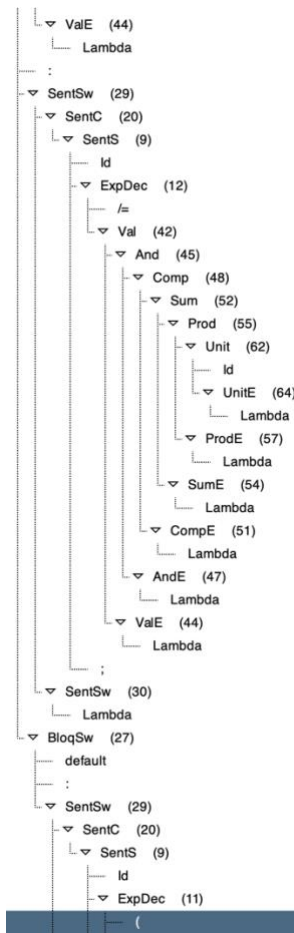 ValE (44)
Lambda
:
SentSw (29)
SentC (20)
SentS (9)
Id
ExpDec (12)
/=
Val (42)
And (45)
Comp (48)
Sum (52)
Prod (55)
Unit (62)
Id
UnitE (64)
Lambda
ProdE (57)
Lambda
SumE (54)
Lambda
CompE (51)
Lambda
AndE (47)
Lambda
ValE (44)
Lambda
;
SentSw (30)
Lambda
BloqSw (27)
default
:
SentSw (29)
SentC (20)
SentS (9)
Id
ExpDec (11)
(